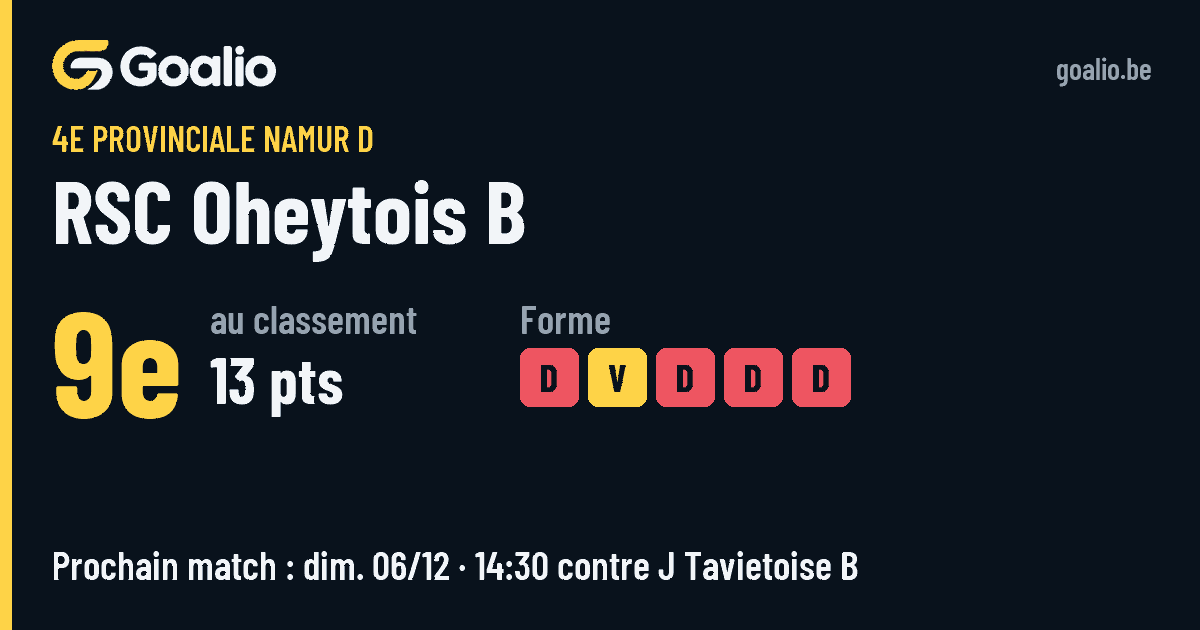 Goalio
goalio.be
4E PROVINCIALE NAMUR D
RSC Oheytois B
9e
au classement
13 pts
Forme
D V D D D
Prochain match : dim. 06/12 · 14:30 contre J Tavietoise B